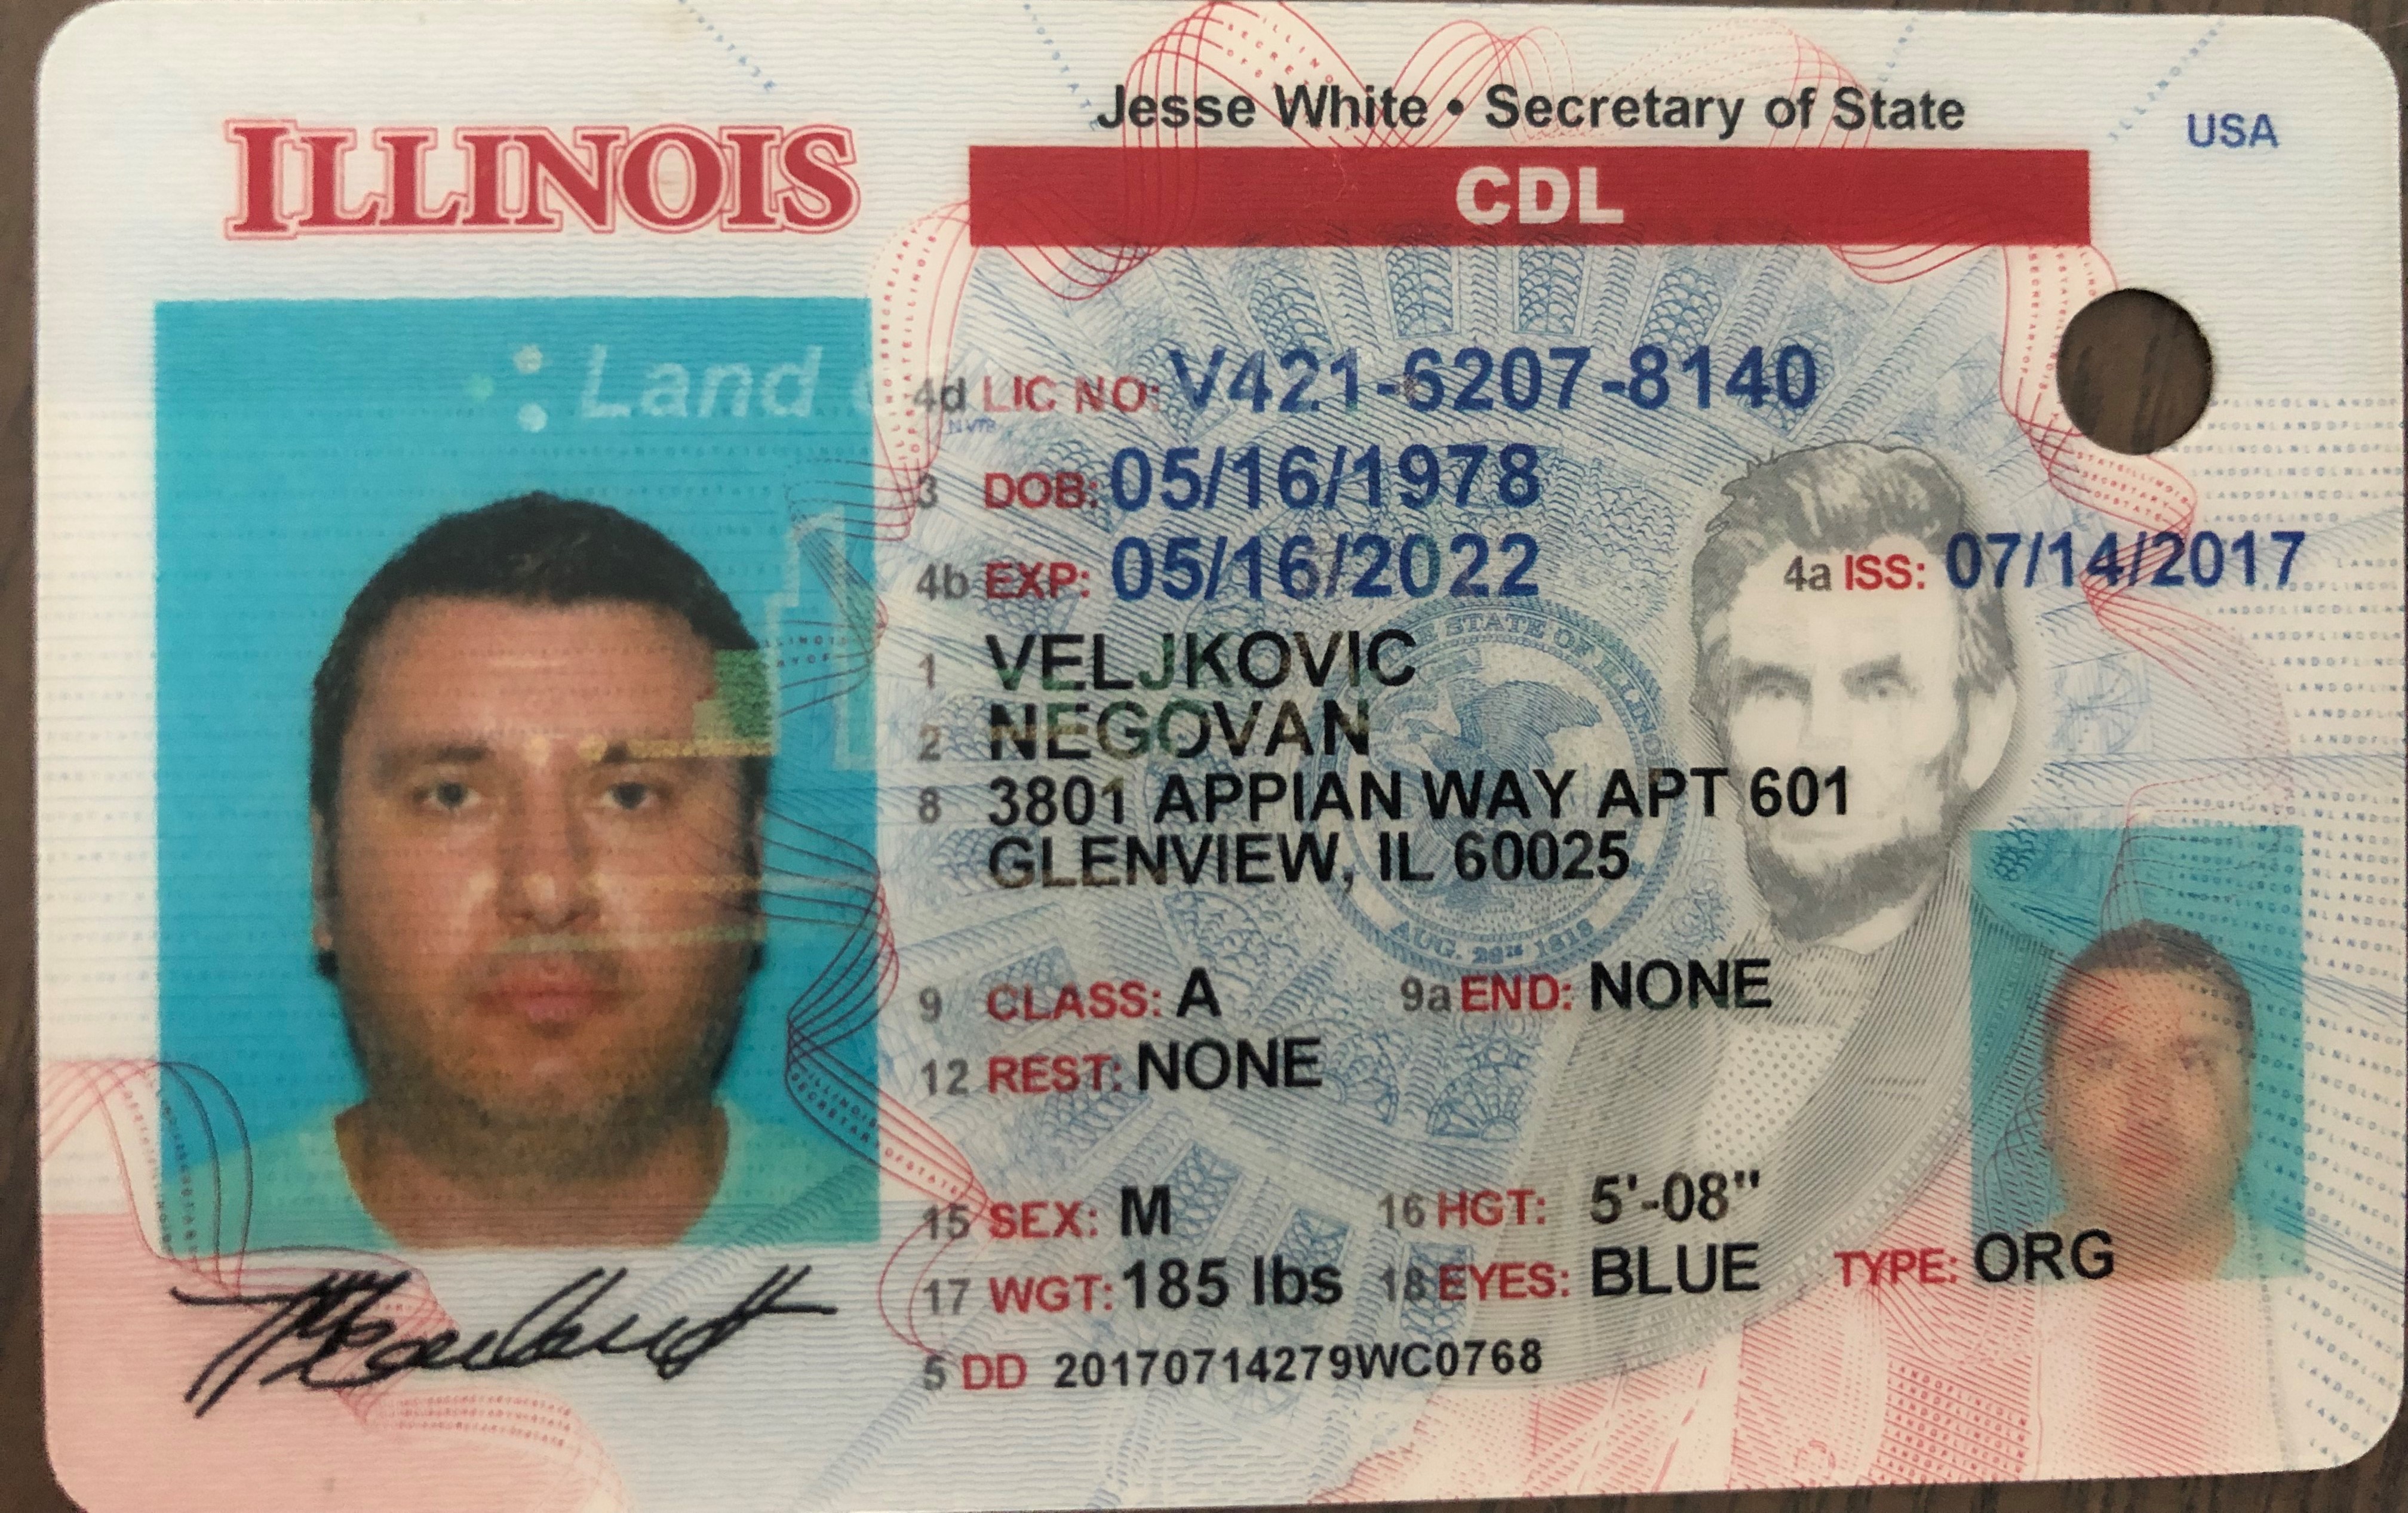 Jesse White • Secretary of State
ILLINOIS
CDL
USA
Land
4d LIC NO: V421-6207-8140
3 DOB: 05/16/1978
4b EXP: 05/16/2022
4a ISS: 07/14/2017
1 VELJKOVIC
2 NEGOVAN
8 3801 APPIAN WAY APT 601
GLENVIEW, IL 60025
STATE OF ILLINOIS
AUG. 26TH 1818
9 CLASS: A
9a END: NONE
12 REST: NONE
15 SEX: M
16 HGT: 5'-08"
17 WGT: 185 lbs
18 EYES: BLUE
TYPE: ORG
5 DD 20170714279WC0768